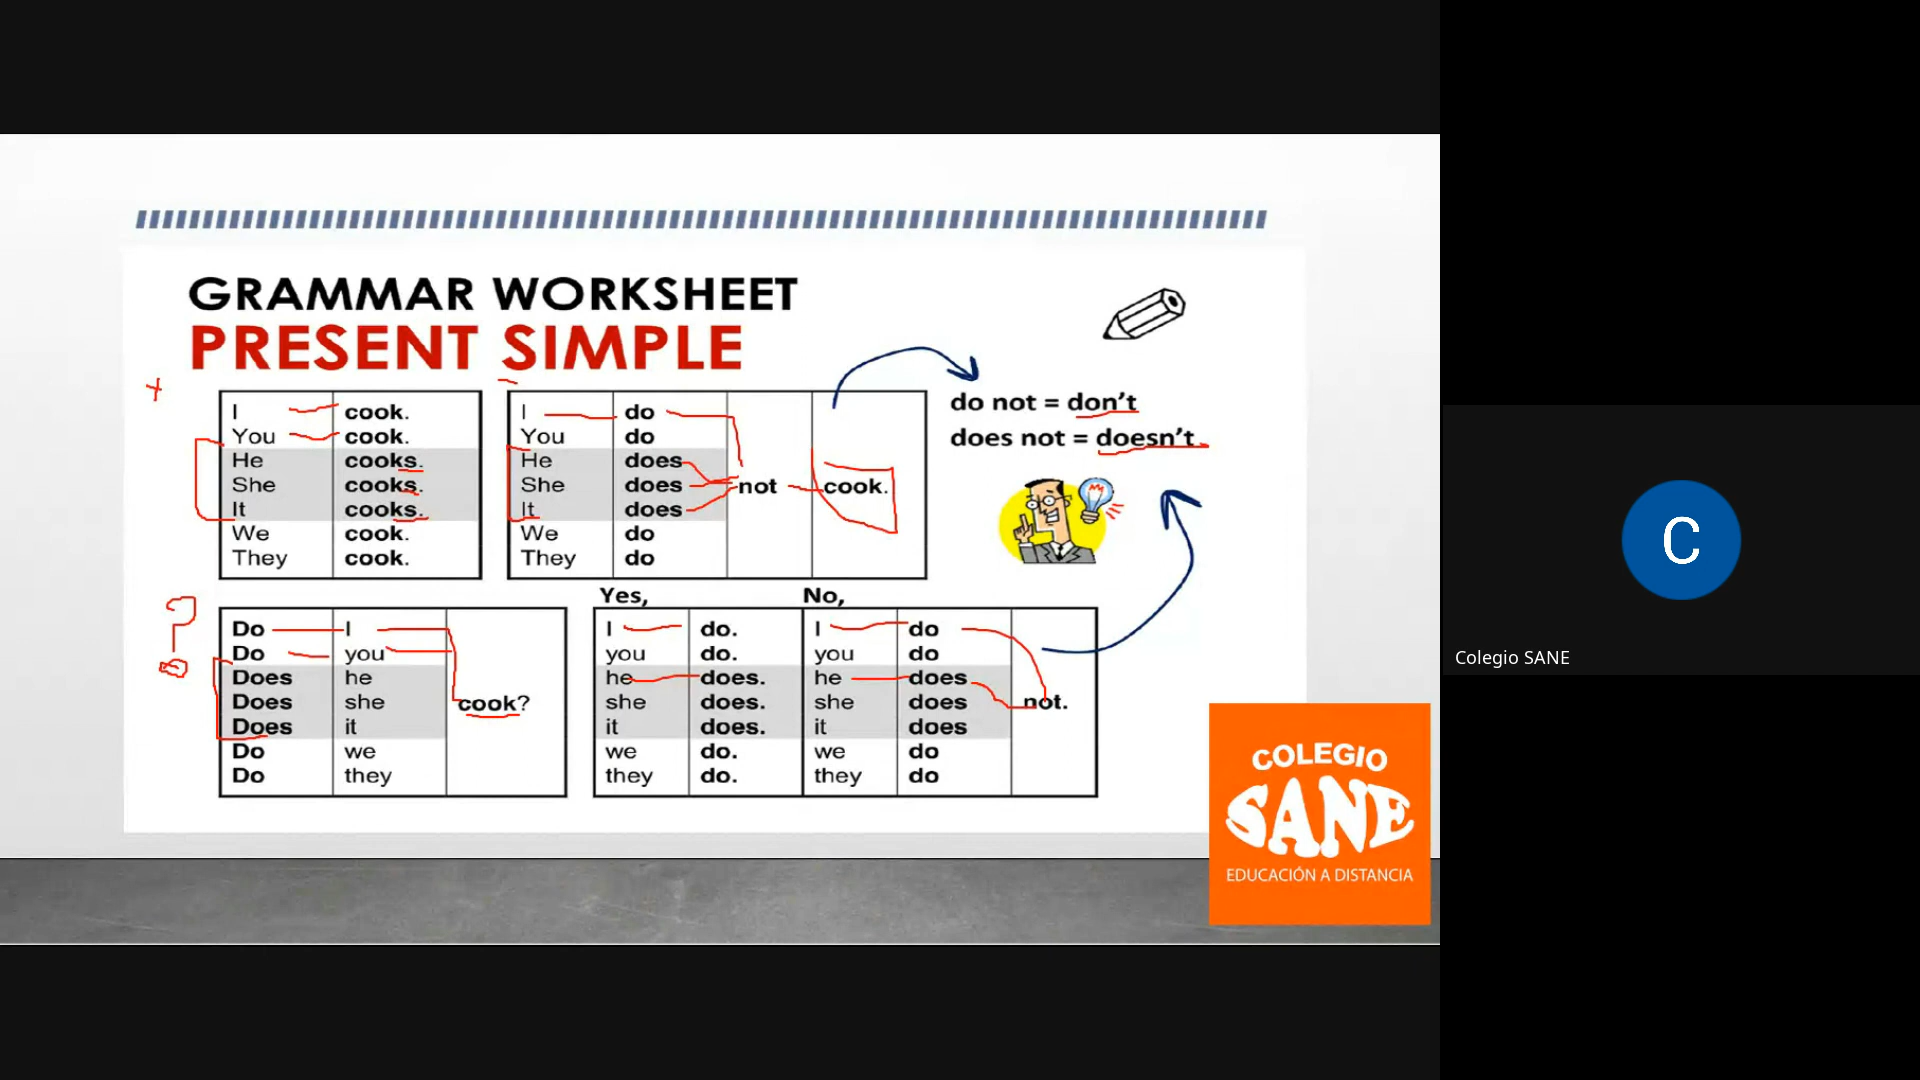 GRAMMAR WORKSHEET
PRESENT SIMPLE
+
-
I cook.
You cook.
He cooks.
She cooks.
It cooks.
We cook.
They cook.
I do
You do
He does
She does not cook.
It does
We do
They do
do not = don't
does not = doesn't
?
Do I
Do you
Does he
Does she cook?
Does it
Do we
Do they
Yes, No,
I do. I do
you do. you do
he does. he does
she does. she does not.
it does. it does
we do. we do
they do. they do
COLEGIO
SANE
EDUCACIÓN A DISTANCIA
C
Colegio SANE